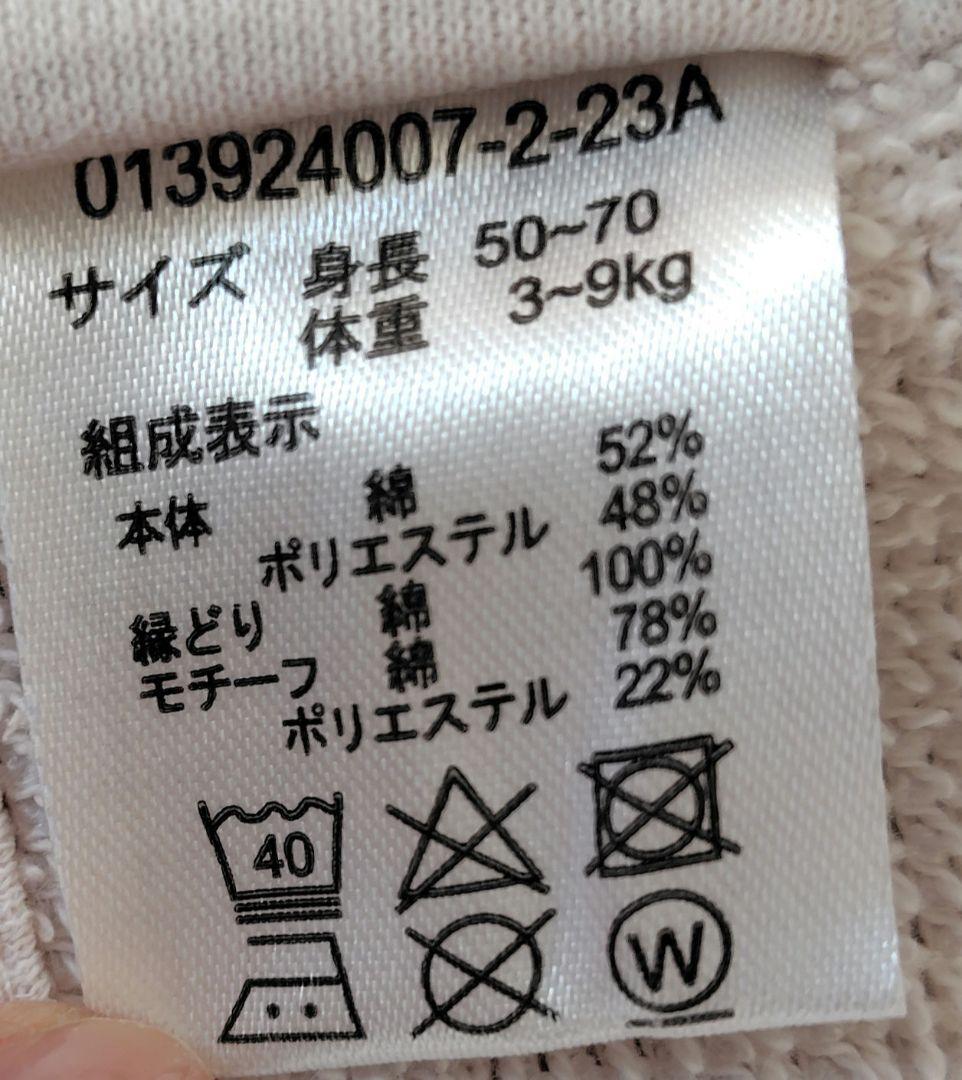 013924007-2-23A
サイズ 身長 50~70
体重 3~9kg
組成表示
本体 綿 52%
ポリエステル 48%
縁どり 綿 100%
モチーフ 綿 78%
ポリエステル 22%
40
W